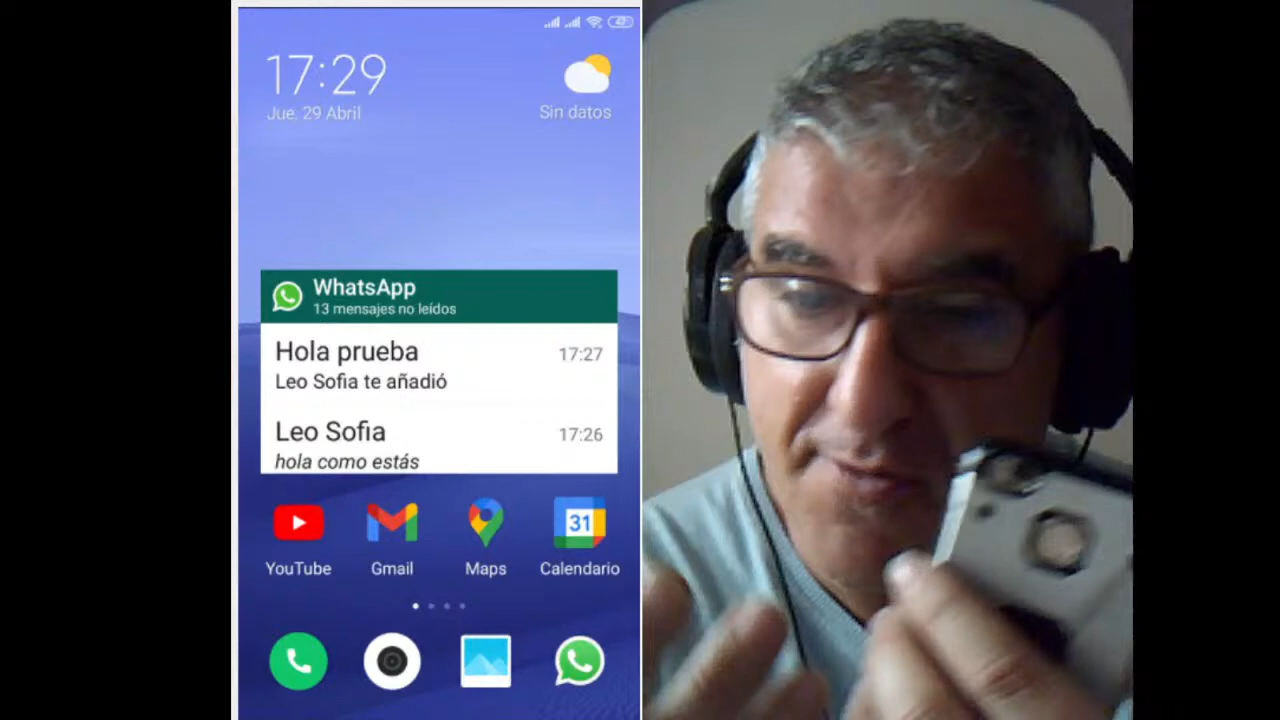 47
17:29
Jue. 29 Abril
Sin datos
WhatsApp
13 mensajes no leídos
Hola prueba 17:27
Leo Sofia te añadió
Leo Sofia 17:26
hola como estás
31
YouTube Gmail Maps Calendario